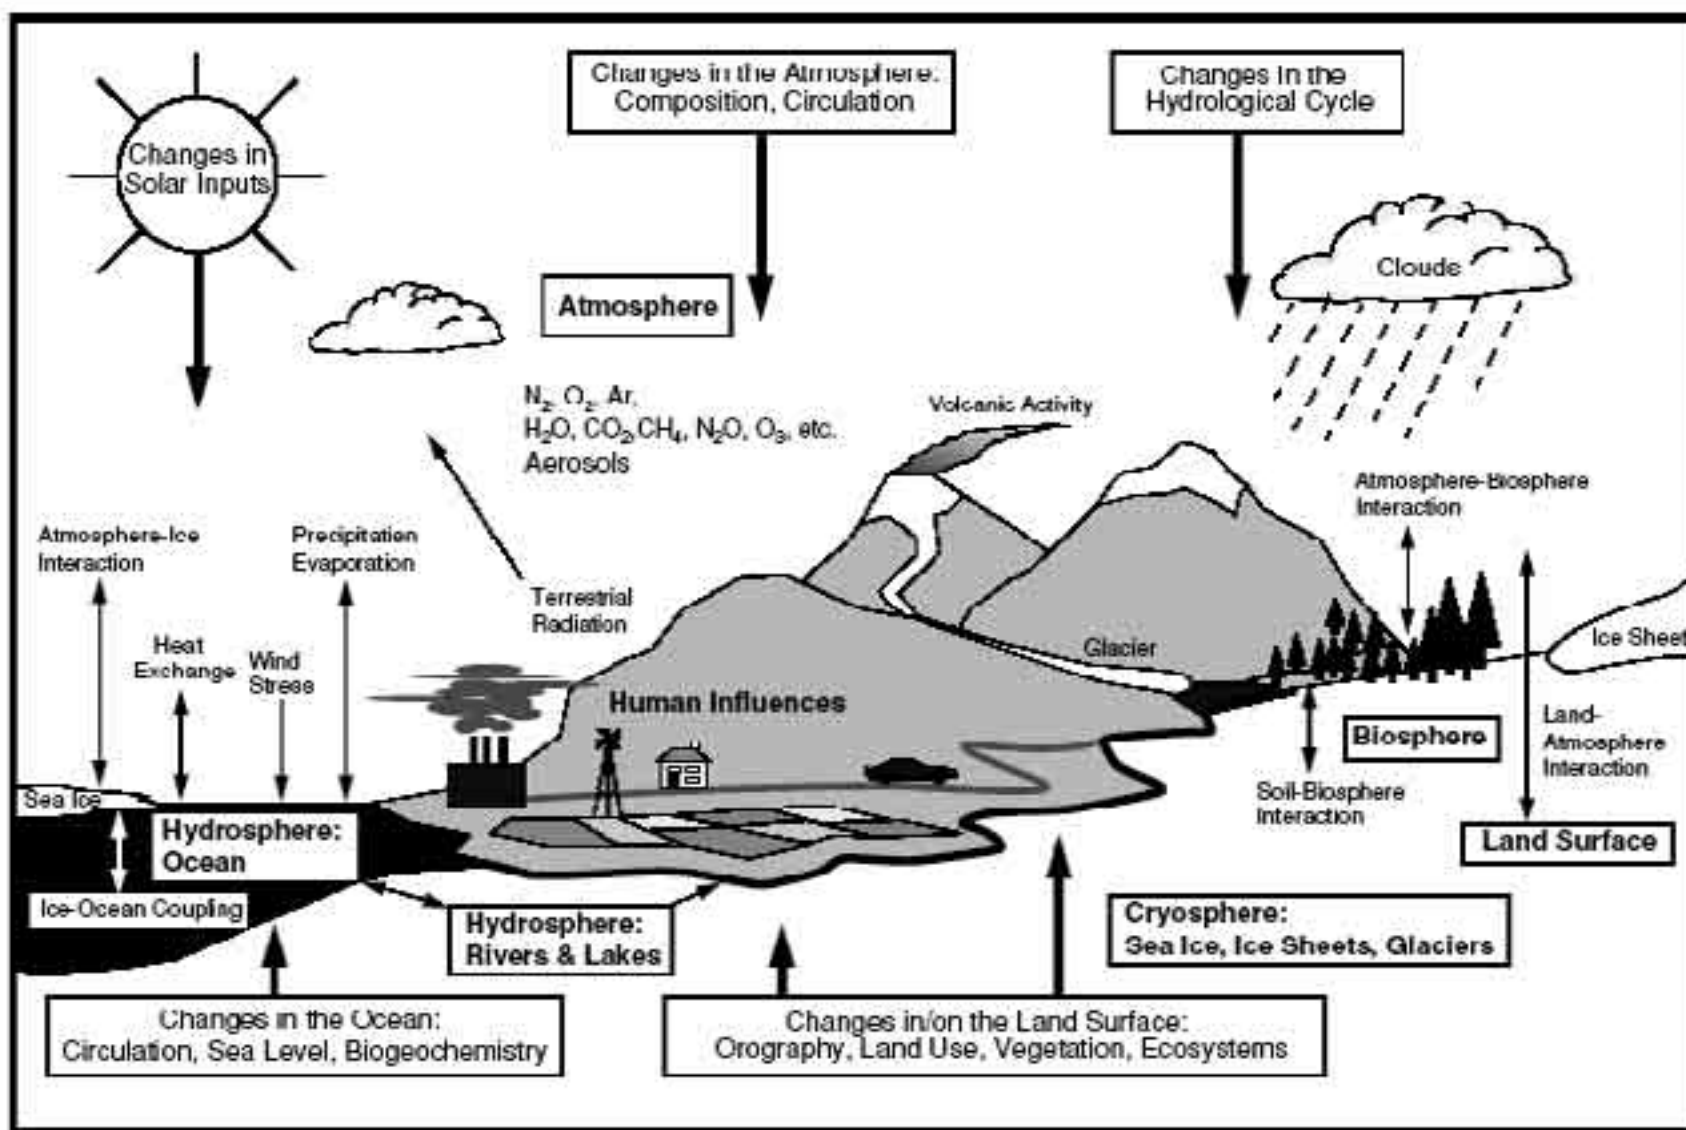 Changes in the Atmosphere:
Composition, Circulation
Changes in the
Hydrological Cycle
Changes in
Solar Inputs
Clouds
Atmosphere
N2, O2, Ar,
H2O, CO2, CH4, N2O, O3, etc.
Aerosols
Volcanic Activity
Atmosphere-Biosphere
Interaction
Atmosphere-Ice
Interaction
Precipitation
Evaporation
Terrestrial
Radiation
Heat
Exchange
Wind
Stress
Glacier
Ice Sheet
Human Influences
Biosphere
Land-
Atmosphere
Interaction
Soil-Biosphere
Interaction
Sea Ice
Hydrosphere:
Ocean
Land Surface
Ice-Ocean Coupling
Hydrosphere:
Rivers & Lakes
Cryosphere:
Sea Ice, Ice Sheets, Glaciers
Changes in the Ocean:
Circulation, Sea Level, Biogeochemistry
Changes in/on the Land Surface:
Orography, Land Use, Vegetation, Ecosystems